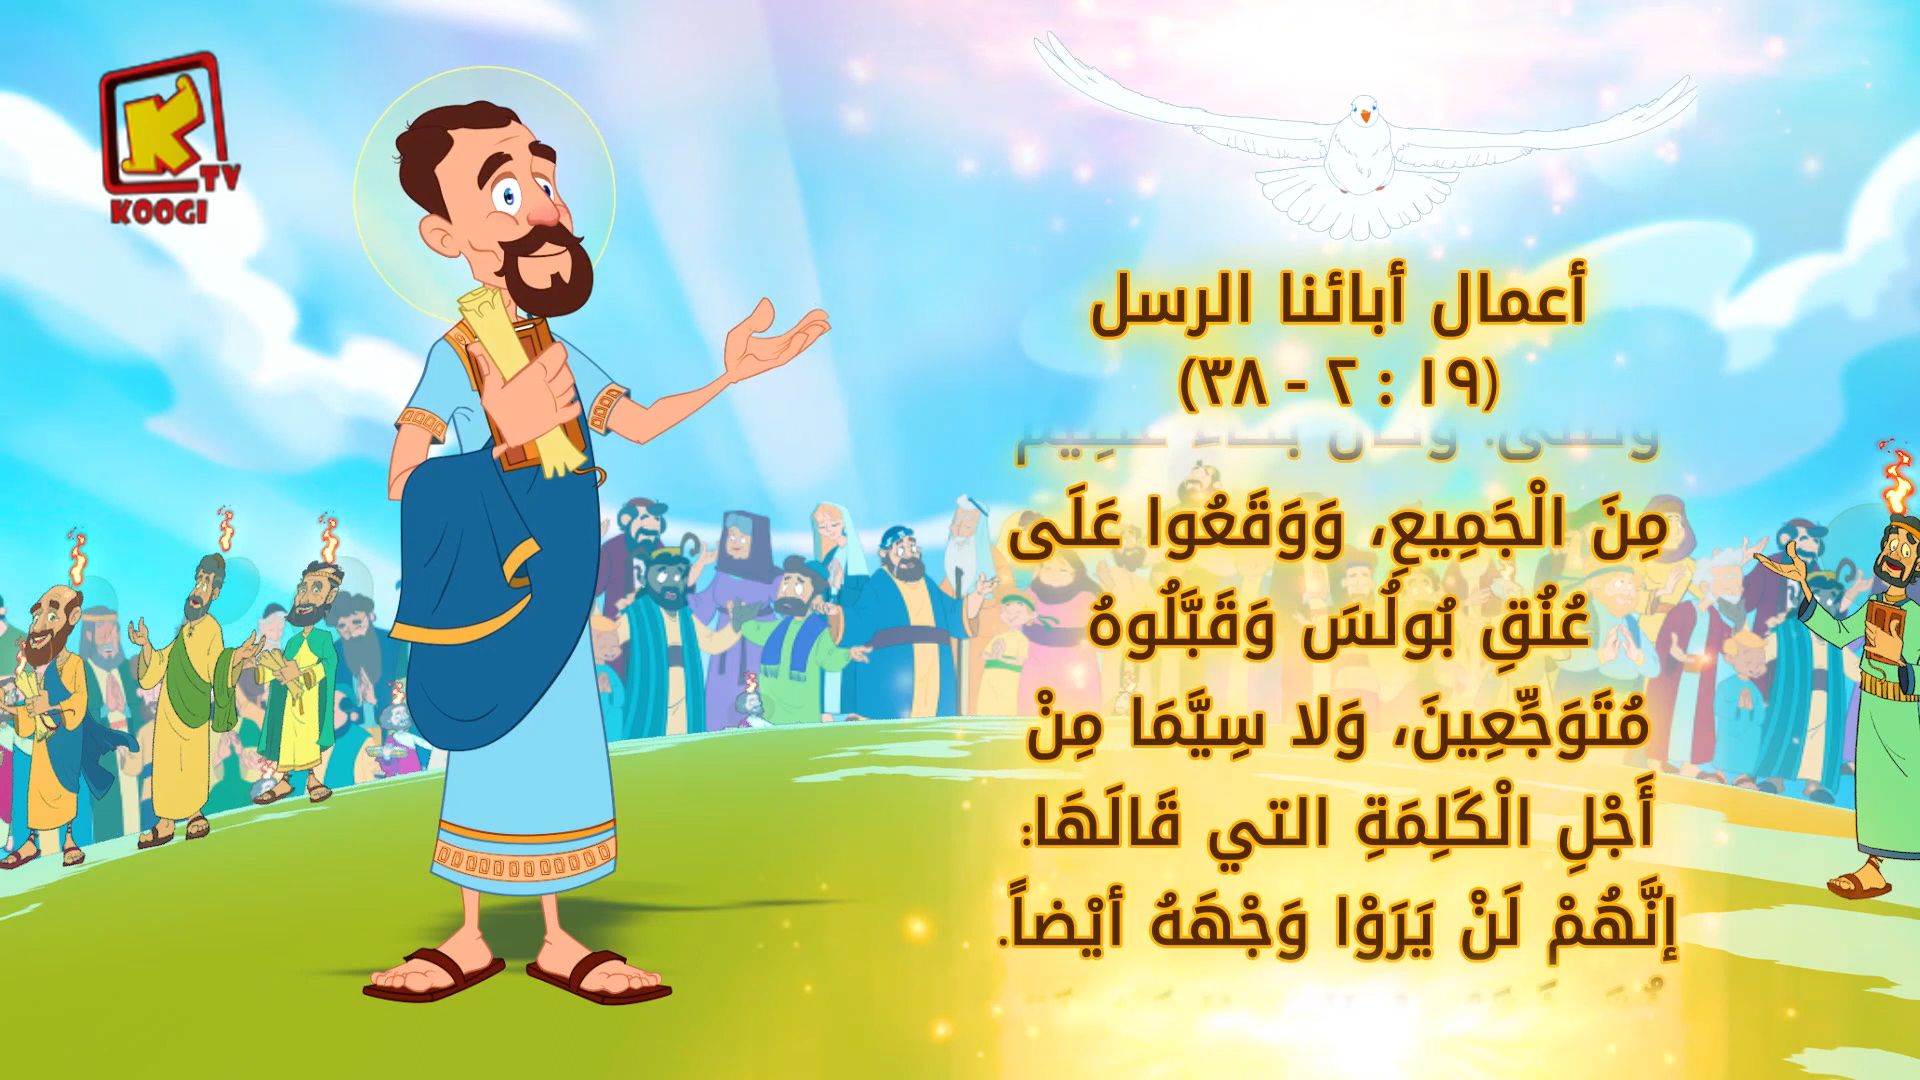 K
TV
KOOGI
أعمال أبائنا الرسل
(١٩ : ٢ - ٣٨)
مِنَ الْجَمِيعِ، وَوَقَعُوا عَلَى
عُنُقِ بُولُسَ وَقَبَّلُوهُ
مُتَوَجِّعِينَ، وَلا سِيَّمَا مِنْ
أَجْلِ الْكَلِمَةِ التي قَالَهَا:
إنَّهُمْ لَنْ يَرَوْا وَجْهَهُ أيْضاً.